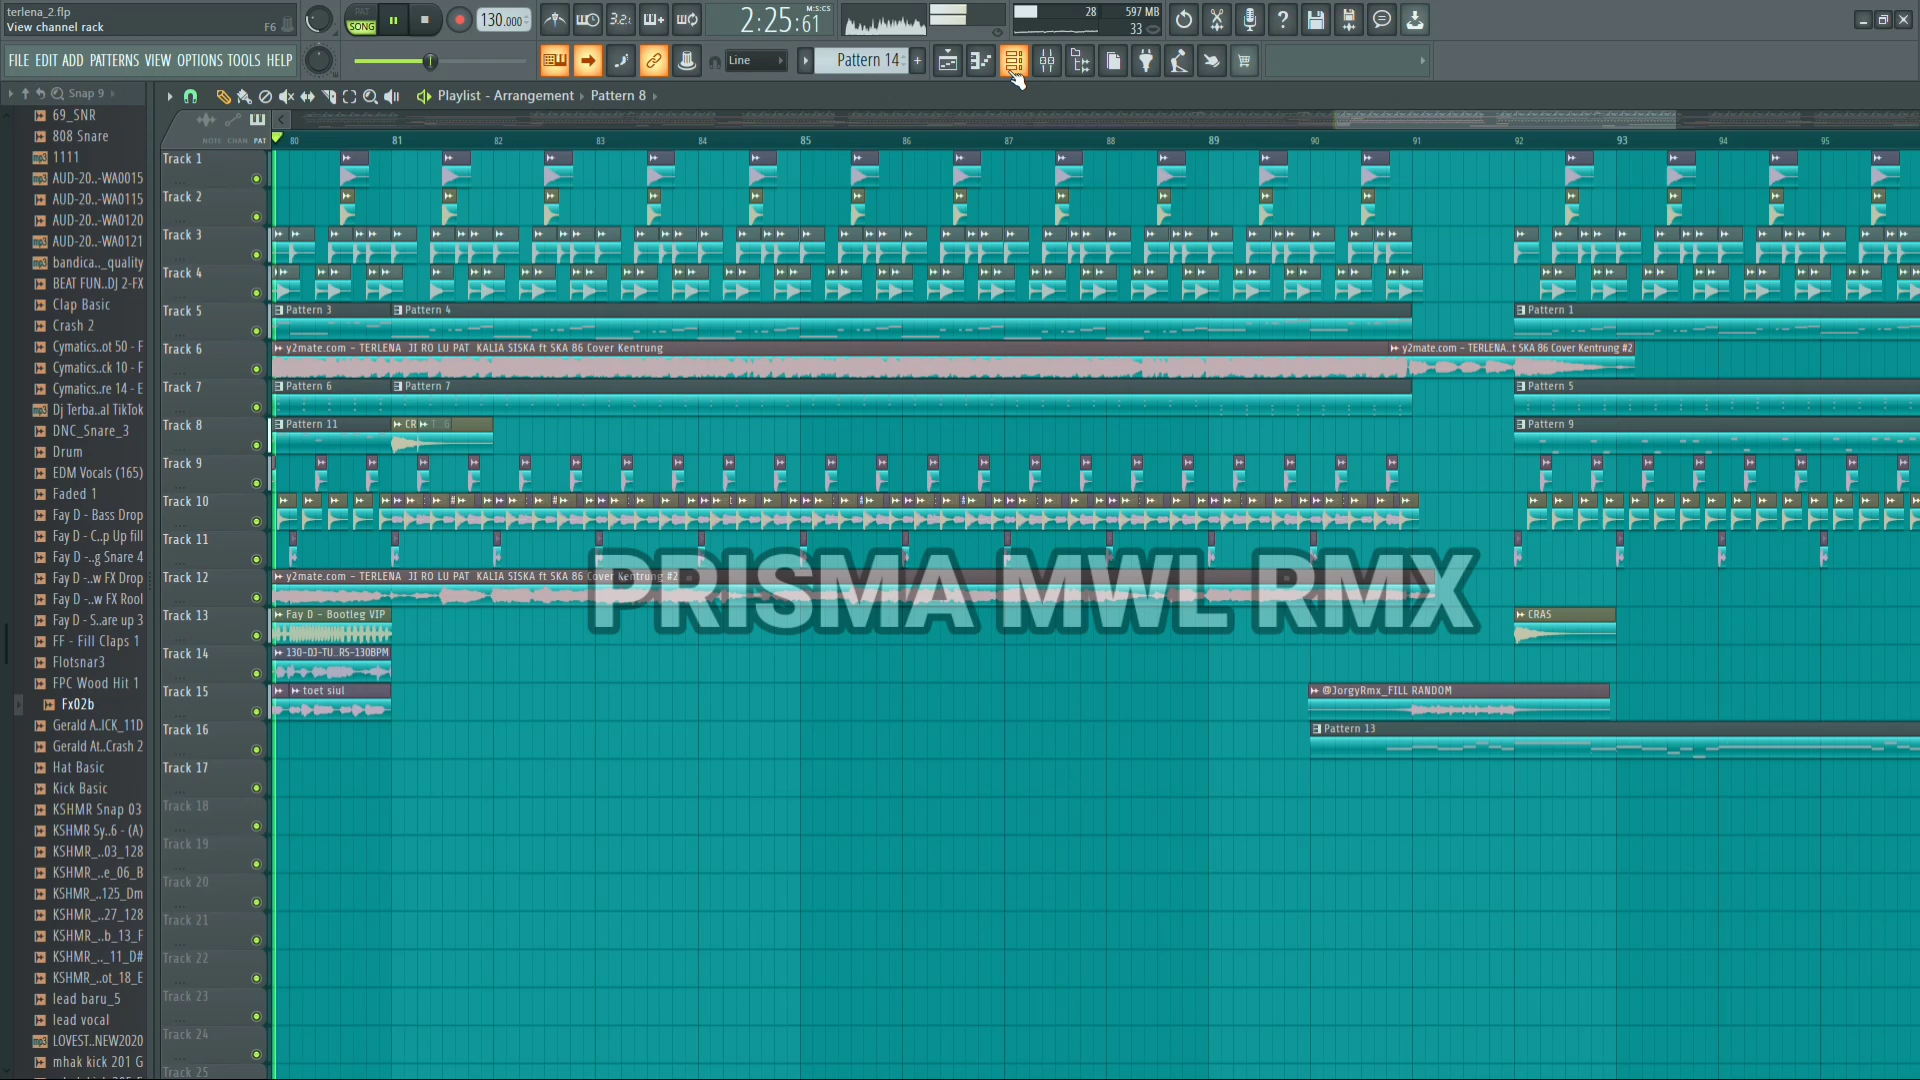 terlena_2.flp
View channel rack
F6
PAT
SONG
130.000
3.2.
2:25:61
M:S:CS
28
597 MB
33
FILE EDIT ADD PATTERNS VIEW OPTIONS TOOLS HELP
Line
Pattern 14
Snap 9
Playlist - Arrangement
Pattern 8
NOTE CHAN PAT
80 81 82 83 84 85 86 87 88 89 90 91 92 93 94 95
69_SNR
808 Snare
1111
AUD-20..-WA0015
AUD-20..-WA0115
AUD-20..-WA0120
AUD-20..-WA0121
bandica.._quality
BEAT FUN..DJ 2-FX
Clap Basic
Crash 2
Cymatics..ot 50 - F
Cymatics..ck 10 - F
Cymatics..re 14 - E
Dj Terba..al TikTok
DNC_Snare_3
Drum
EDM Vocals (165)
Faded 1
Fay D - Bass Drop
Fay D - C..p Up fill
Fay D -..g Snare 4
Fay D -..w FX Drop
Fay D -..w FX Rool
Fay D - S..are up 3
FF - Fill Claps 1
Flotsnar3
FPC Wood Hit 1
Fx02b
Gerald A..ICK_11D
Gerald At..Crash 2
Hat Basic
Kick Basic
KSHMR Snap 03
KSHMR Sy..6 - (A)
KSHMR_..03_128
KSHMR_..e_06_B
KSHMR_..125_Dm
KSHMR_..27_128
KSHMR_..b_13_F
KSHMR_.._11_D#
KSHMR_..ot_18_E
lead baru_5
lead vocal
LOVEST..NEW2020
mhak kick 201 G
Track 1
Track 2
Track 3
Track 4
Track 5
Pattern 3
Pattern 4
Pattern 1
Track 6
y2mate.com - TERLENA JI RO LU PAT KALIA SISKA ft SKA 86 Cover Kentrung
y2mate.com - TERLENA..t SKA 86 Cover Kentrung #2
Track 7
Pattern 6
Pattern 7
Pattern 5
Track 8
Pattern 11
CR
Pattern 9
Track 9
Track 10
Track 11
Track 12
y2mate.com - TERLENA JI RO LU PAT KALIA SISKA ft SKA 86 Cover Kentrung #2
PRISMA MWL RMX
Track 13
Fay D - Bootleg VIP
CRAS
Track 14
130-DJ-TU..RS-130BPM
Track 15
toet siul
@JorgyRmx_FILL RANDOM
Track 16
Pattern 13
Track 17
Track 18
Track 19
Track 20
Track 21
Track 22
Track 23
Track 24
Track 25